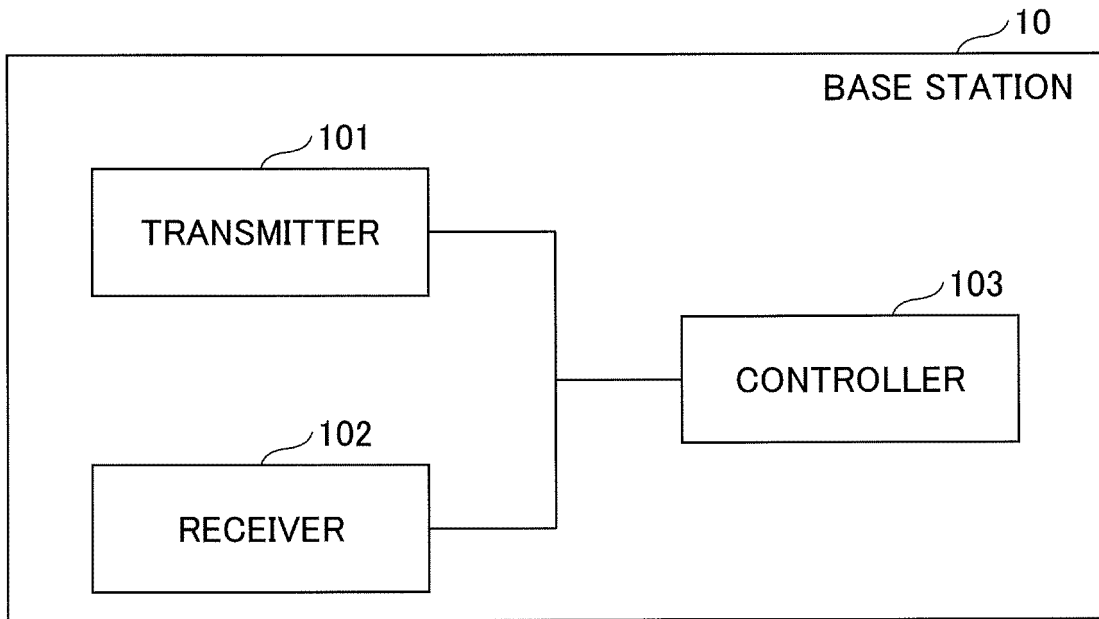 10
BASE STATION
101
TRANSMITTER
103
CONTROLLER
102
RECEIVER